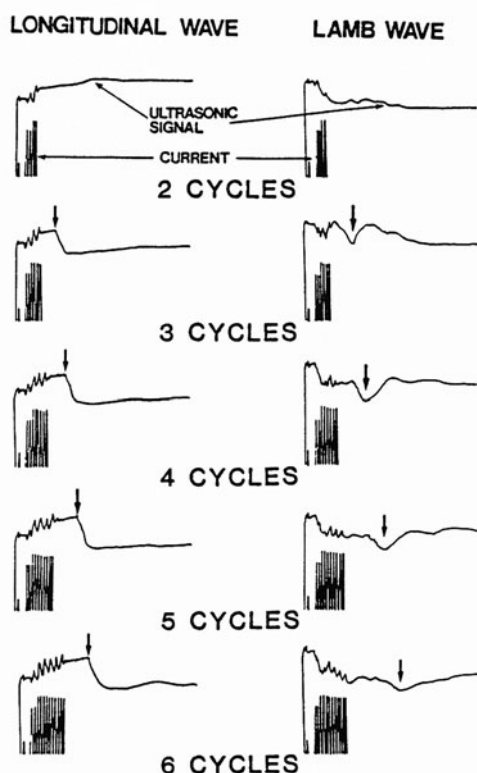 LONGITUDINAL WAVE
LAMB WAVE
ULTRASONIC
SIGNAL
CURRENT
2 CYCLES
3 CYCLES
4 CYCLES
5 CYCLES
6 CYCLES